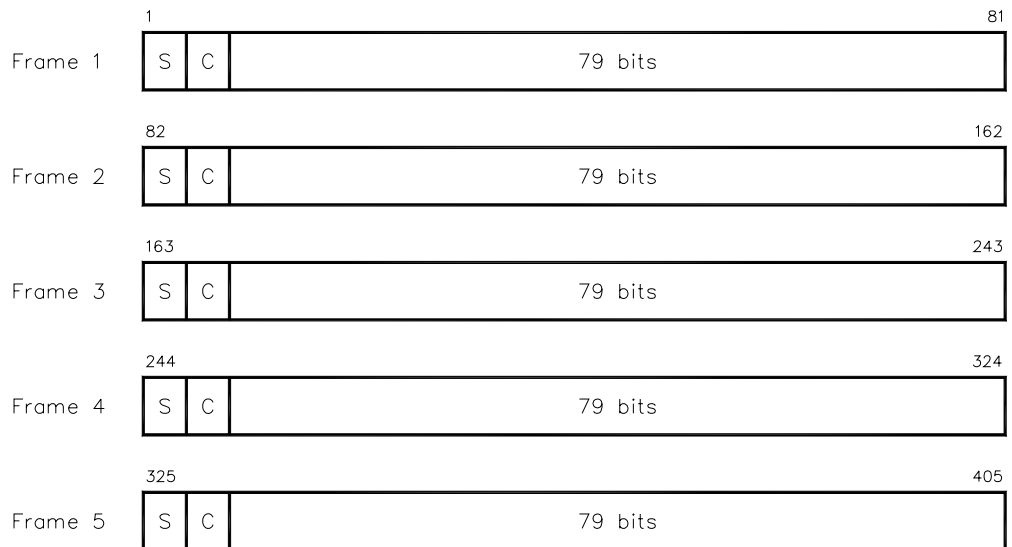 1 81
Frame 1 S C 79 bits
82 162
Frame 2 S C 79 bits
163 243
Frame 3 S C 79 bits
244 324
Frame 4 S C 79 bits
325 405
Frame 5 S C 79 bits